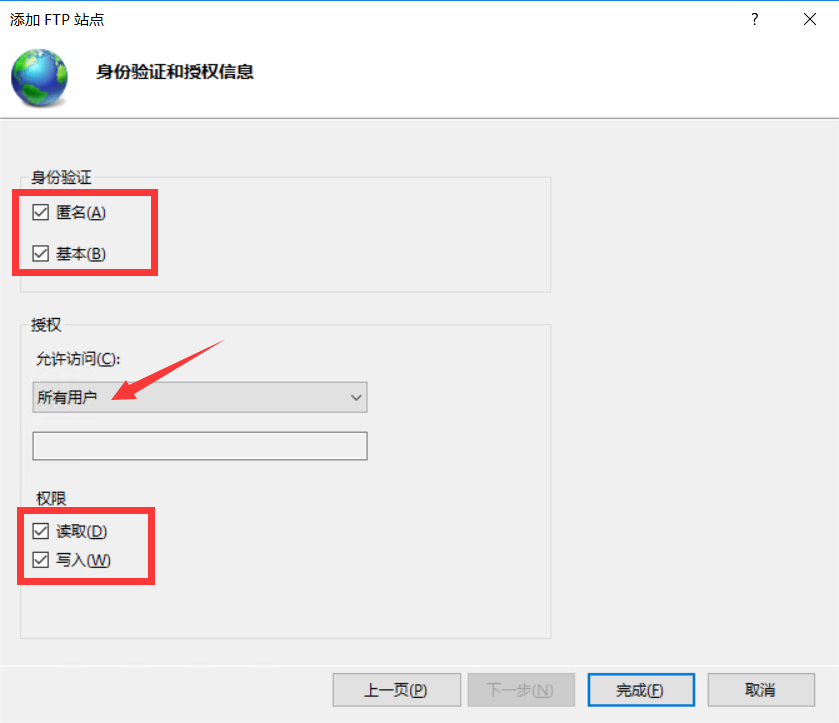 添加 FTP 站点
?
身份验证和授权信息
身份验证
匿名(A)
基本(B)
授权
允许访问(C):
所有用户
权限
读取(D)
写入(W)
上一页(P) 下一步(N) 完成(F) 取消